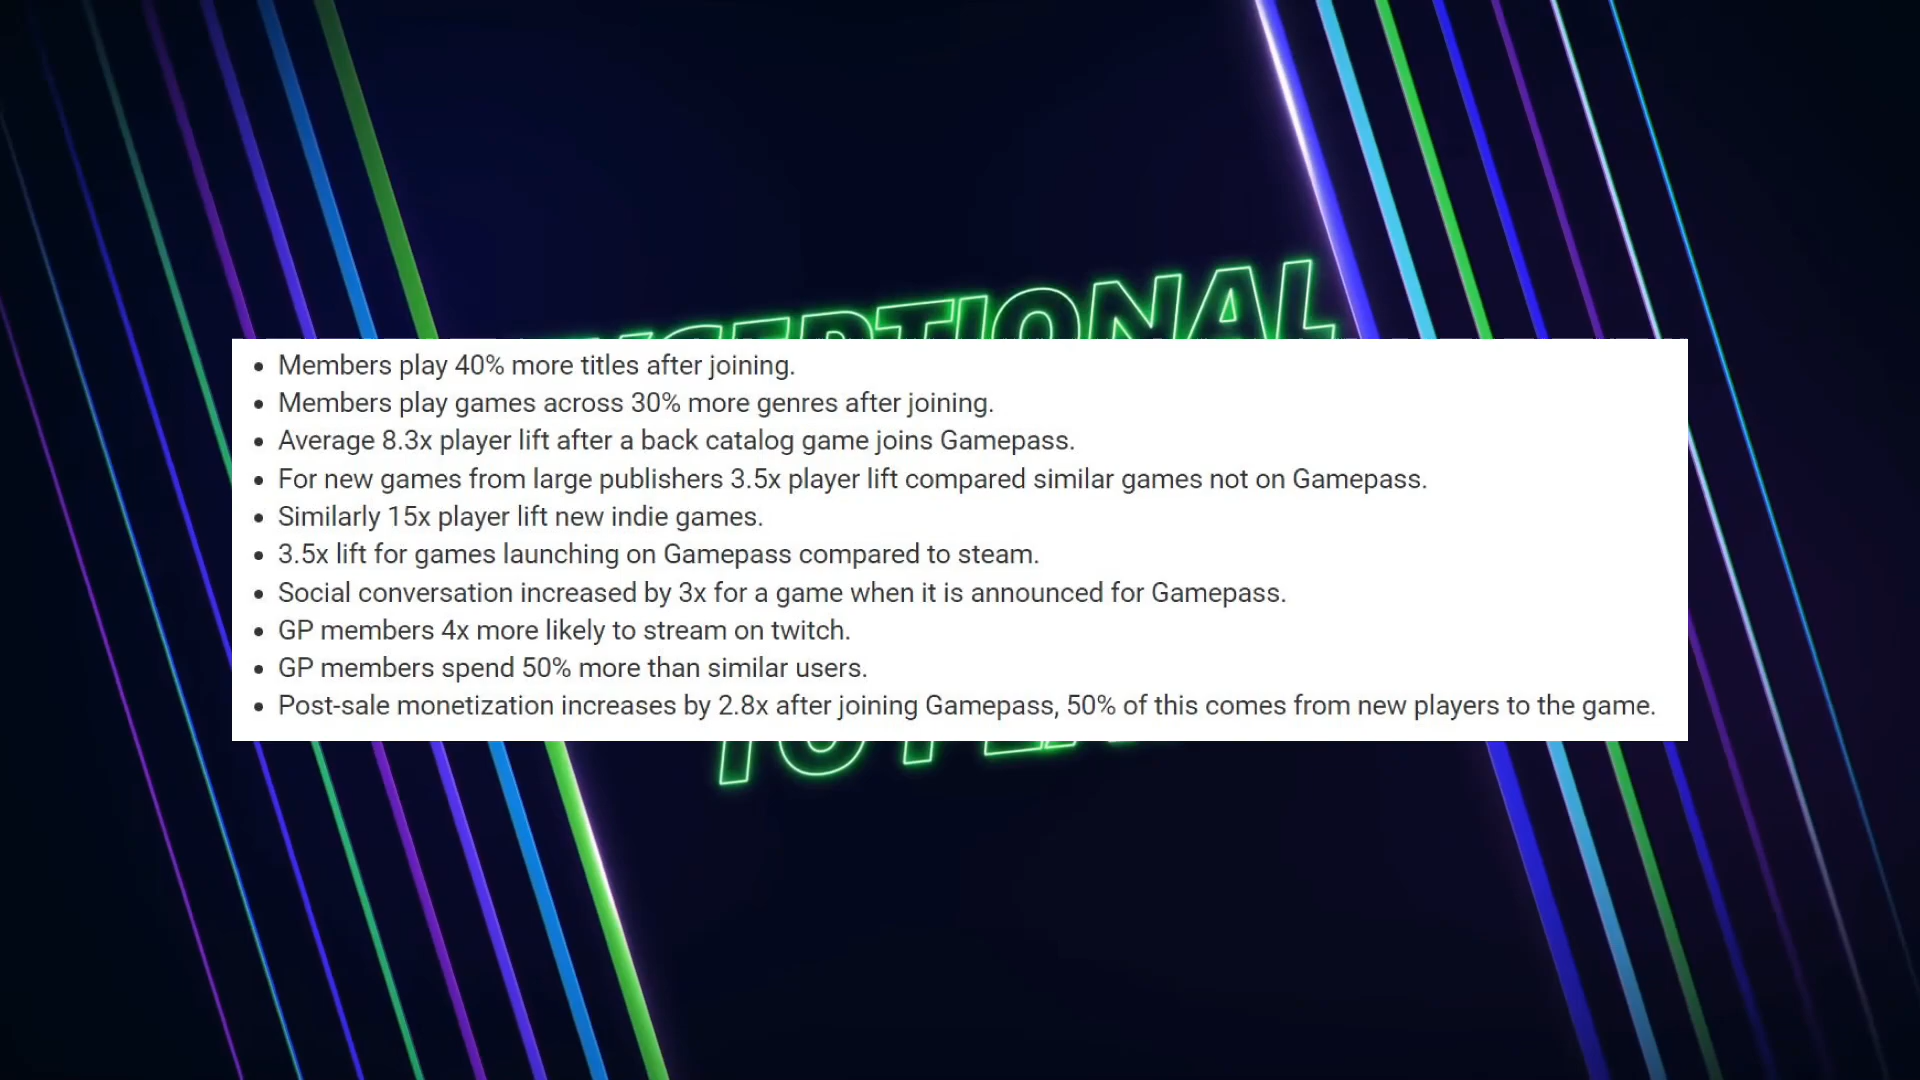 EXCEPTIONAL
Members play 40% more titles after joining.
Members play games across 30% more genres after joining.
Average 8.3x player lift after a back catalog game joins Gamepass.
For new games from large publishers 3.5x player lift compared similar games not on Gamepass.
Similarly 15x player lift new indie games.
3.5x lift for games launching on Gamepass compared to steam.
Social conversation increased by 3x for a game when it is announced for Gamepass.
GP members 4x more likely to stream on twitch.
GP members spend 50% more than similar users.
Post-sale monetization increases by 2.8x after joining Gamepass, 50% of this comes from new players to the game.